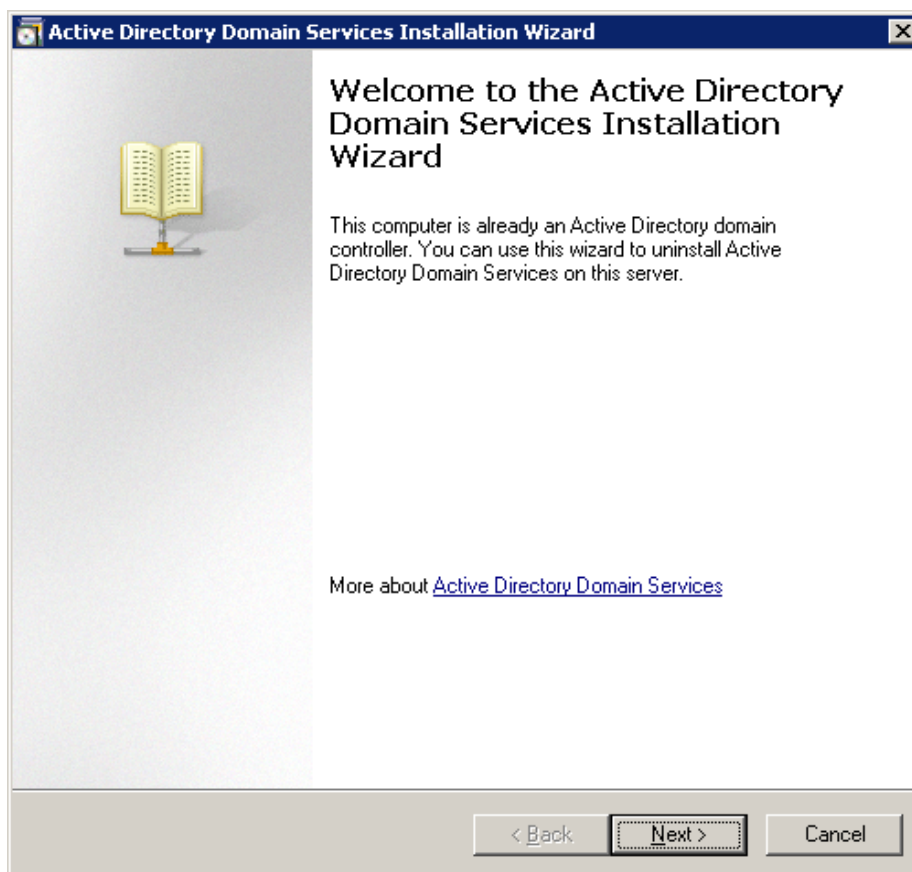 Active Directory Domain Services Installation Wizard
Welcome to the Active Directory
Domain Services Installation
Wizard
This computer is already an Active Directory domain
controller. You can use this wizard to uninstall Active
Directory Domain Services on this server.
More about Active Directory Domain Services
< Back Next > Cancel